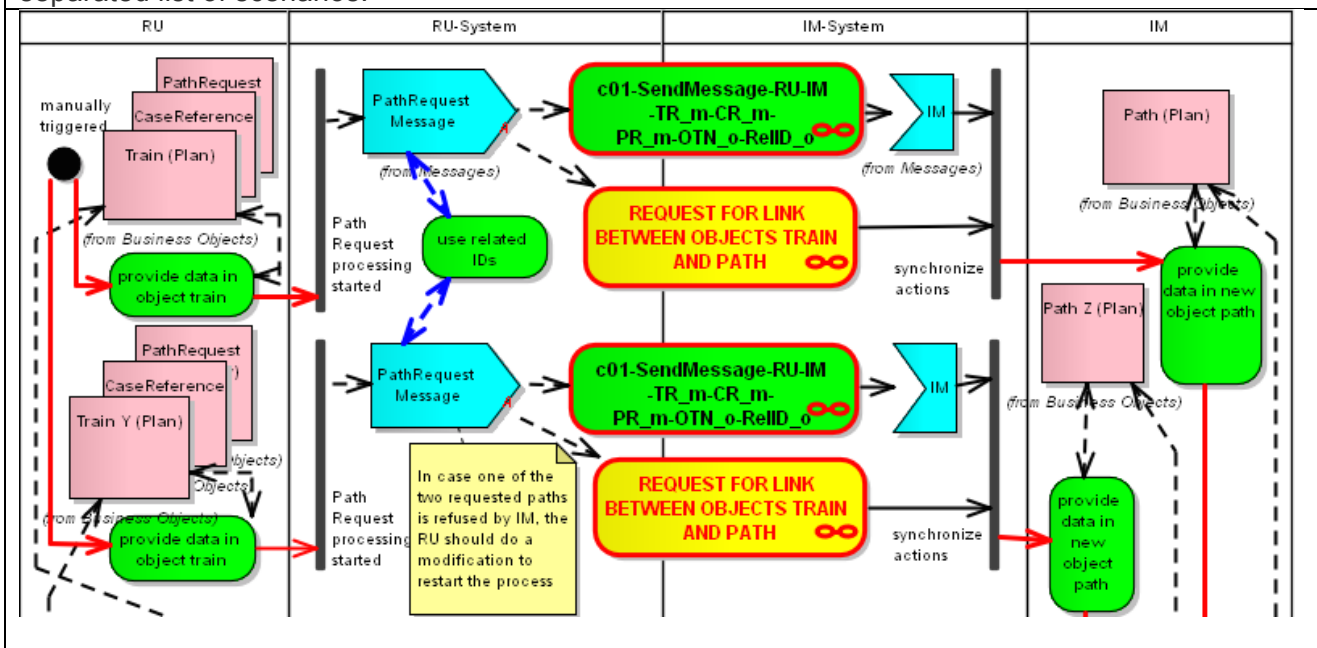 separated list of scenarios.
RU
RU-System
IM-System
IM
manually
triggered
PathRequest
CaseReference
Train (Plan)
(from Business Objects)
provide data in
object train
Path
Request
processing
started
PathRequest
Message
A
(from Messages)
use related
IDs
c01-SendMessage-RU-IM
-TR_m-CR_m-
PR_m-OTN_o-RelID_o
REQUEST FOR LINK
BETWEEN OBJECTS TRAIN
AND PATH
IM
(from Messages)
synchronize
actions
Path (Plan)
(from Business Objects)
provide
data in new
object path
PathRequest
CaseReference
Train Y (Plan)
Objects)
Objects)
(from Business Objects)
provide data in
object train
Path
Request
processing
started
PathRequest
Message
A
In case one of the
two requested paths
is refused by IM, the
RU should do a
modification to
restart the process
c01-SendMessage-RU-IM
-TR_m-CR_m-
PR_m-OTN_o-RelID_o
REQUEST FOR LINK
BETWEEN OBJECTS TRAIN
AND PATH
IM
synchronize
actions
Path Z (Plan)
(from Business Objects)
provide
data in
new
object
path